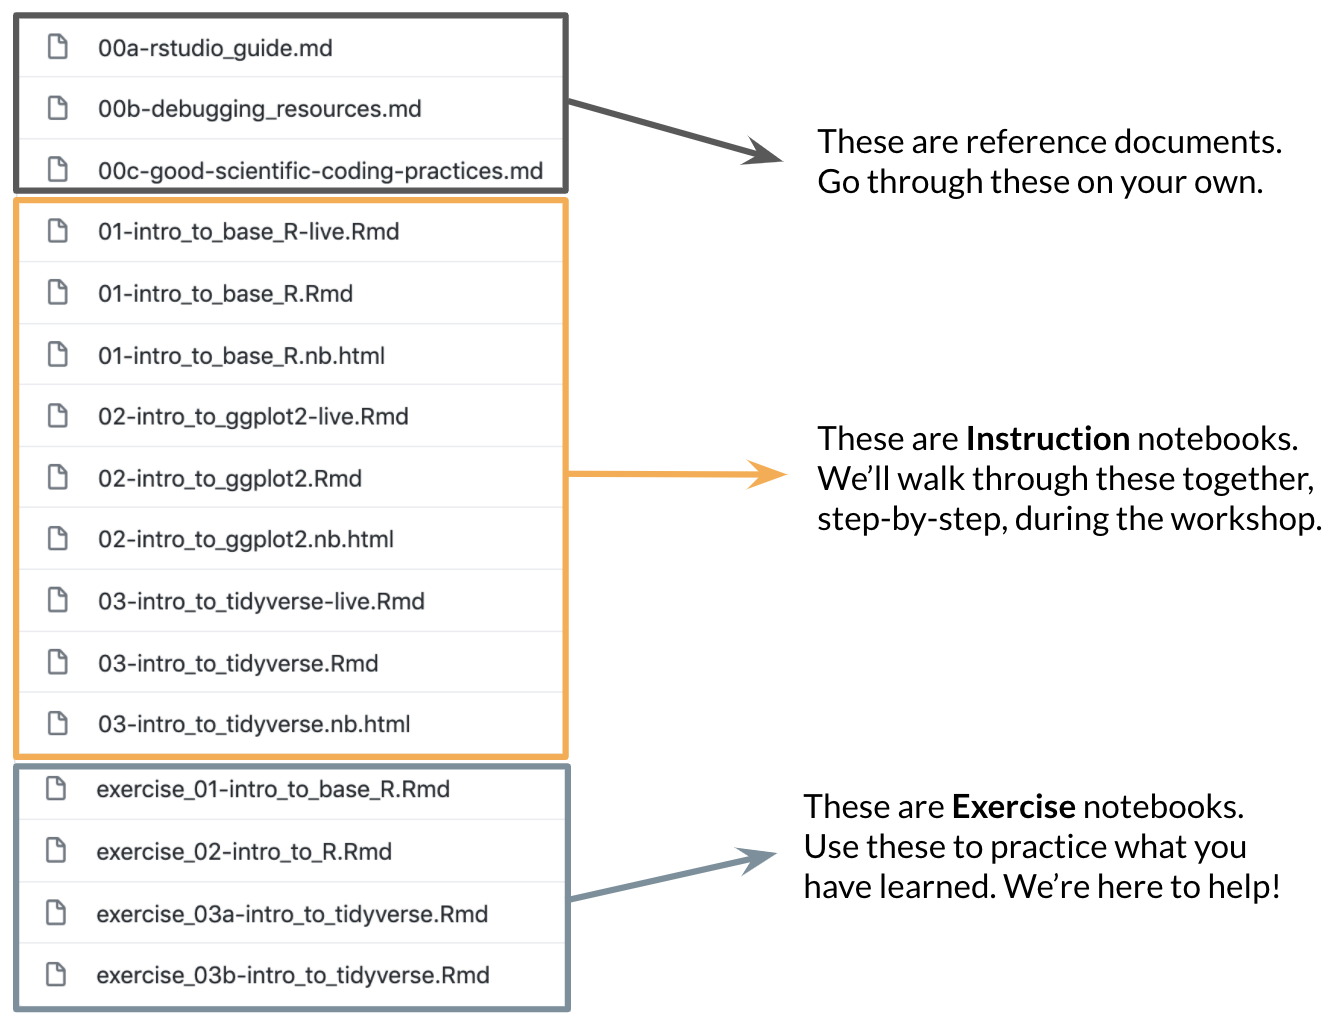 00a-rstudio_guide.md
00b-debugging_resources.md
00c-good-scientific-coding-practices.md
These are reference documents.
Go through these on your own.
01-intro_to_base_R-live.Rmd
01-intro_to_base_R.Rmd
01-intro_to_base_R.nb.html
02-intro_to_ggplot2-live.Rmd
02-intro_to_ggplot2.Rmd
02-intro_to_ggplot2.nb.html
03-intro_to_tidyverse-live.Rmd
03-intro_to_tidyverse.Rmd
03-intro_to_tidyverse.nb.html
These are Instruction notebooks.
We’ll walk through these together,
step-by-step, during the workshop.
exercise_01-intro_to_base_R.Rmd
exercise_02-intro_to_R.Rmd
exercise_03a-intro_to_tidyverse.Rmd
exercise_03b-intro_to_tidyverse.Rmd
These are Exercise notebooks.
Use these to practice what you
have learned. We’re here to help!